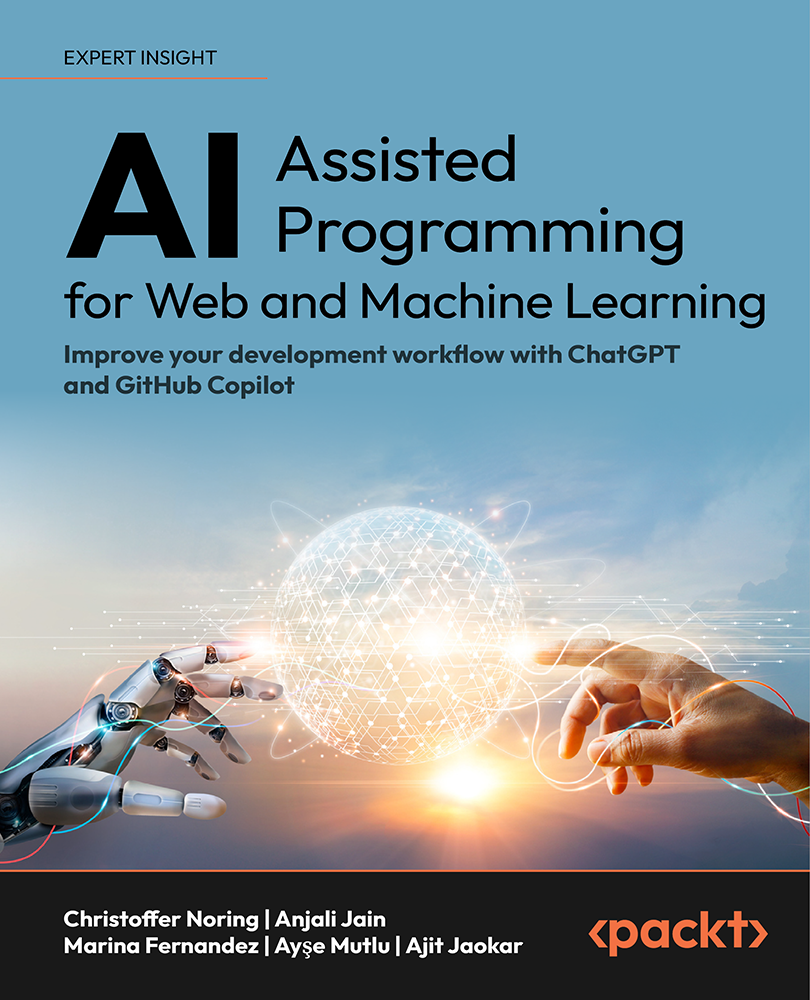 EXPERT INSIGHT
AI Assisted
Programming
for Web and Machine Learning
Improve your development workflow with ChatGPT
and GitHub Copilot
Christoffer Noring | Anjali Jain
Marina Fernandez | Ayşe Mutlu | Ajit Jaokar
<packt>